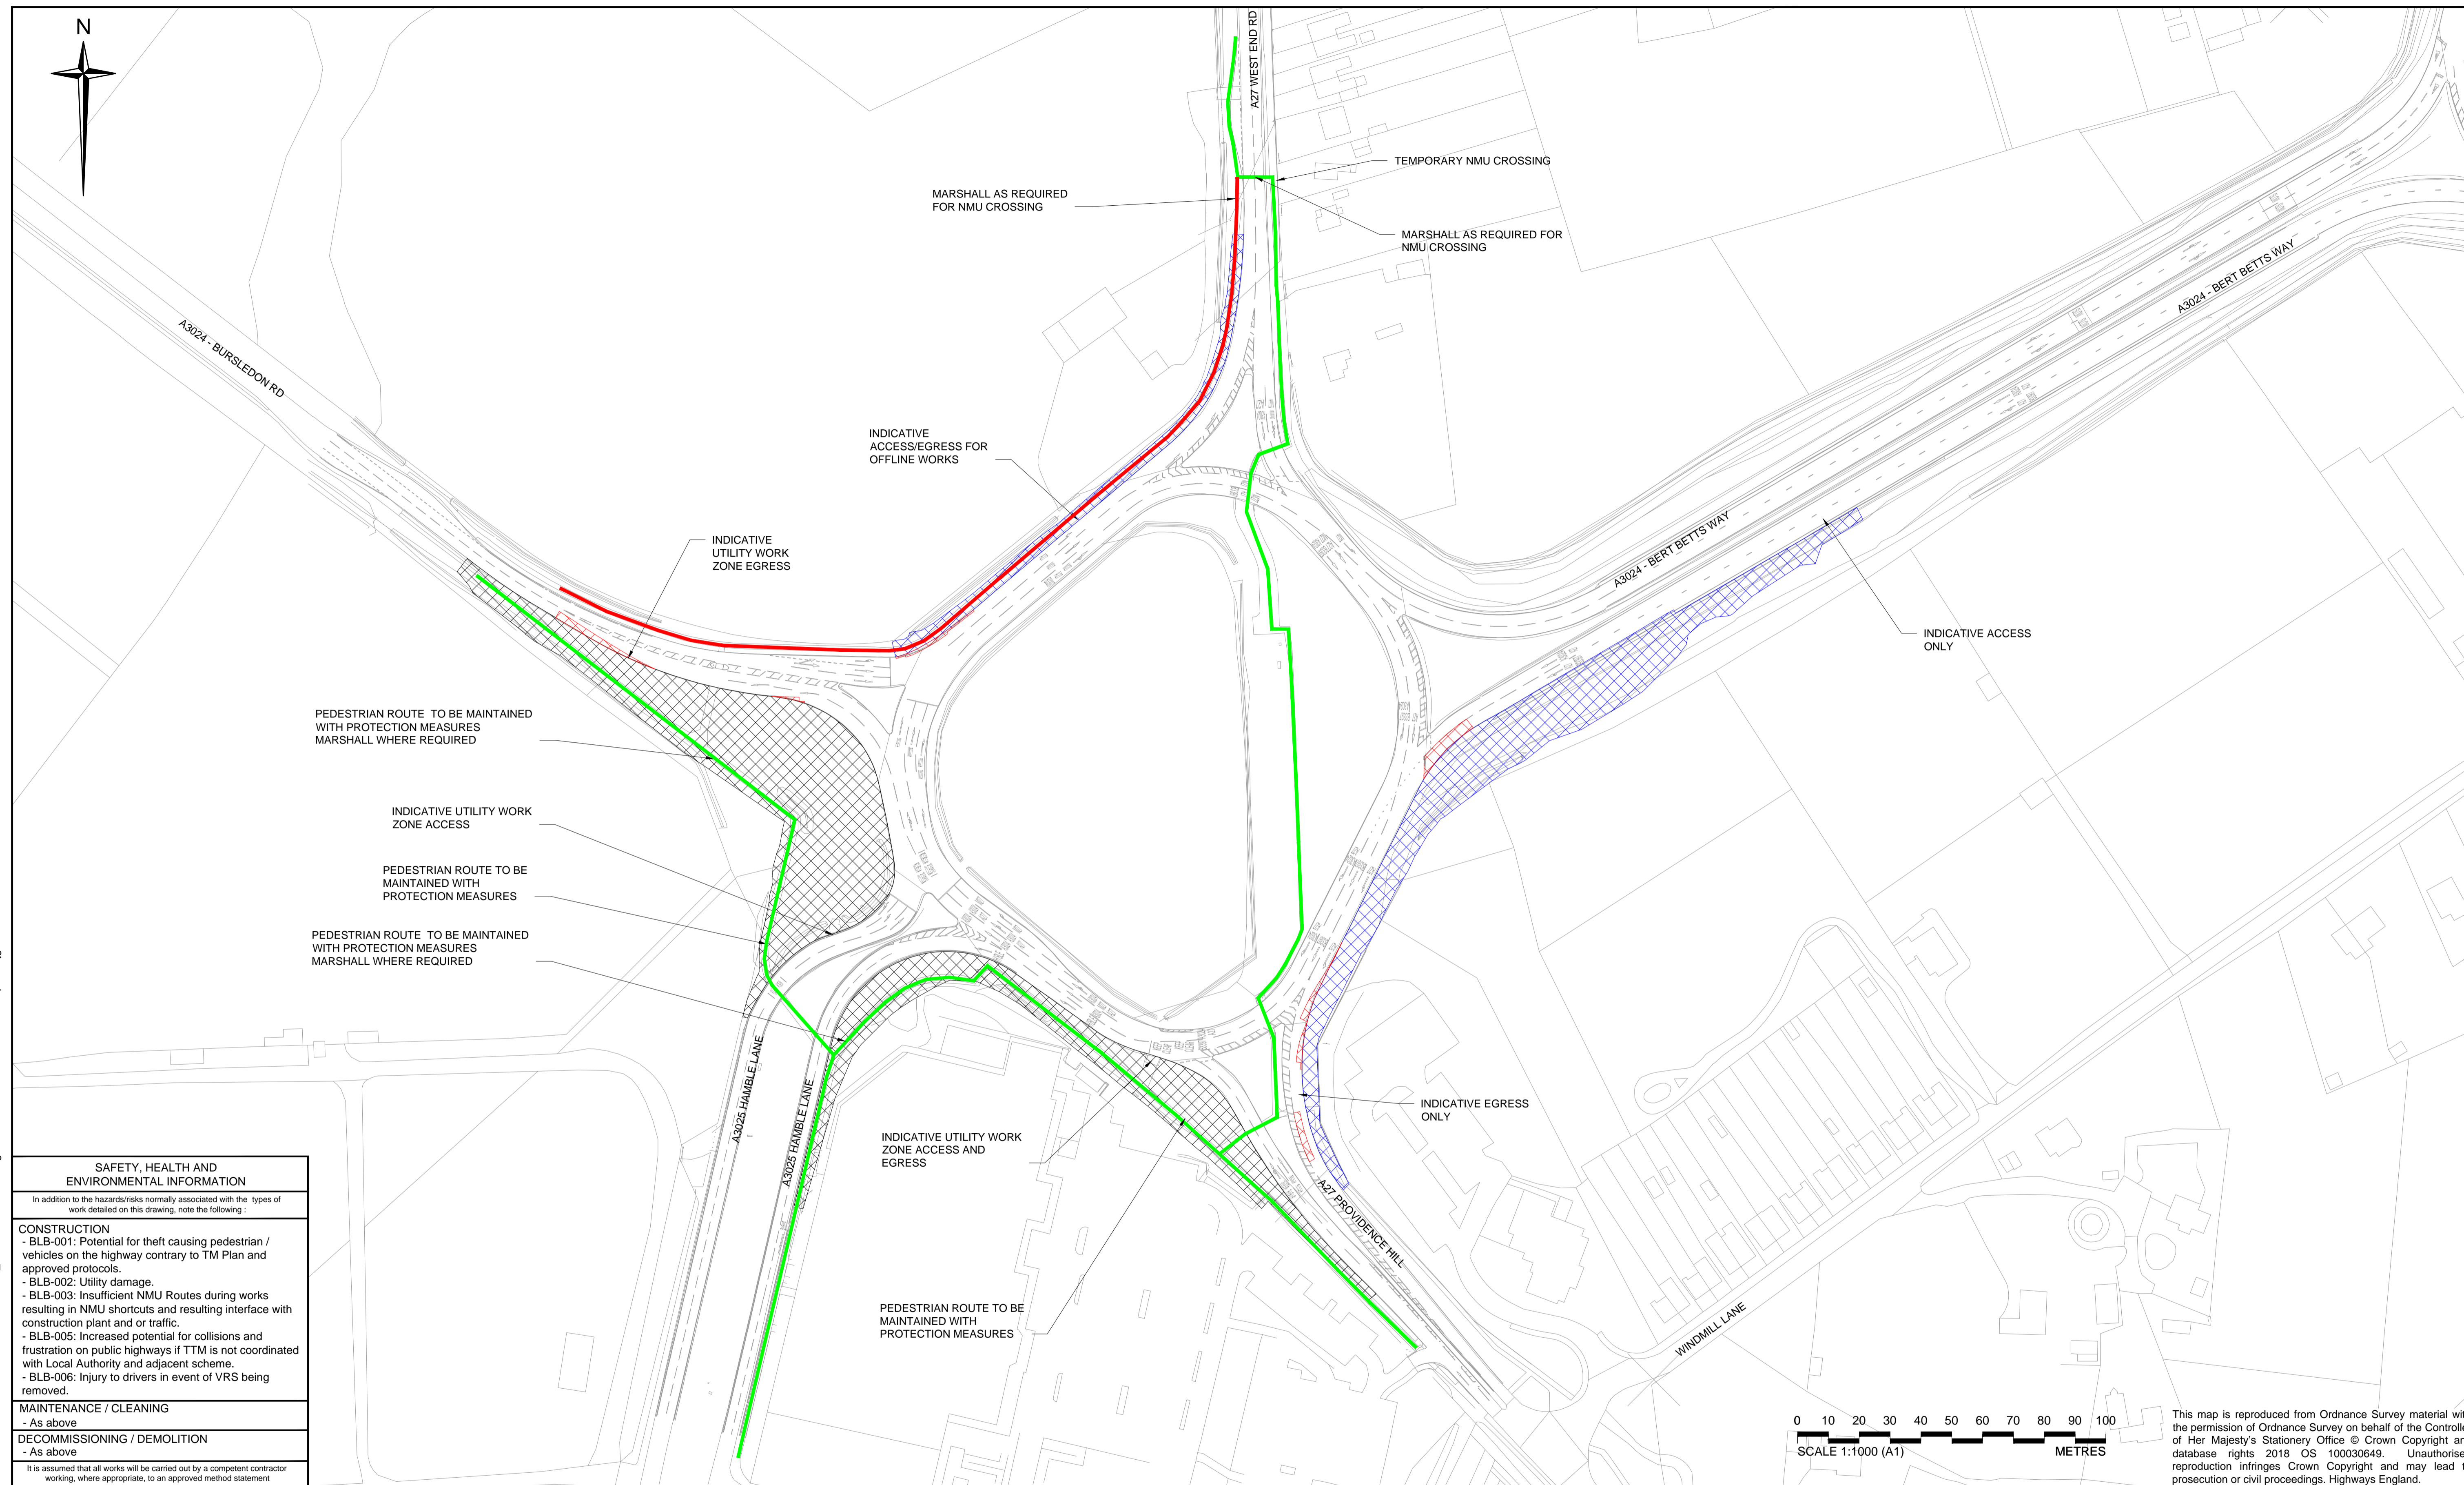 N
A27 WEST END RD
TEMPORARY NMU CROSSING
MARSHALL AS REQUIRED
FOR NMU CROSSING
MARSHALL AS REQUIRED FOR
NMU CROSSING
A3024 - BERT BETTS WAY
A3024 - BURSLEDON RD
INDICATIVE
ACCESS/EGRESS FOR
OFFLINE WORKS
INDICATIVE
UTILITY WORK
ZONE EGRESS
A3024 - BERT BETTS WAY
INDICATIVE ACCESS
ONLY
PEDESTRIAN ROUTE TO BE MAINTAINED
WITH PROTECTION MEASURES
MARSHALL WHERE REQUIRED
INDICATIVE UTILITY WORK
ZONE ACCESS
PEDESTRIAN ROUTE TO BE
MAINTAINED WITH
PROTECTION MEASURES
PEDESTRIAN ROUTE TO BE MAINTAINED
WITH PROTECTION MEASURES
MARSHALL WHERE REQUIRED
A3025 HAMBLE LANE
A3025 HAMBLE LANE
INDICATIVE EGRESS
ONLY
INDICATIVE UTILITY WORK
ZONE ACCESS AND
EGRESS
A27 PROVIDENCE HILL
PEDESTRIAN ROUTE TO BE
MAINTAINED WITH
PROTECTION MEASURES
WINDMILL LANE
SAFETY, HEALTH AND
ENVIRONMENTAL INFORMATION
In addition to the hazards/risks normally associated with the types of
work detailed on this drawing, note the following :
CONSTRUCTION
- BLB-001: Potential for theft causing pedestrian /
vehicles on the highway contrary to TM Plan and
approved protocols.
- BLB-002: Utility damage.
- BLB-003: Insufficient NMU Routes during works
resulting in NMU shortcuts and resulting interface with
construction plant and or traffic.
- BLB-005: Increased potential for collisions and
frustration on public highways if TTM is not coordinated
with Local Authority and adjacent scheme.
- BLB-006: Injury to drivers in event of VRS being
removed.
MAINTENANCE / CLEANING
- As above
DECOMMISSIONING / DEMOLITION
- As above
It is assumed that all works will be carried out by a competent contractor
working, where appropriate, to an approved method statement
0 10 20 30 40 50 60 70 80 90 100
SCALE 1:1000 (A1) METRES
This map is reproduced from Ordnance Survey material
the permission of Ordnance Survey on behalf of the
of Her Majesty's Stationery Office © Crown Copyright
database rights 2018 OS 100030649.
reproduction infringes Crown Copyright and may lead
prosecution or civil proceedings. Highways England.